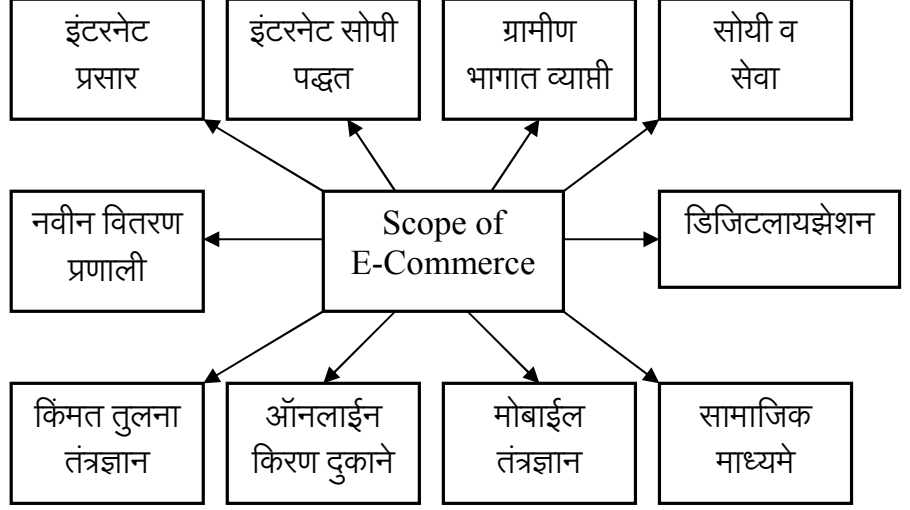 इंटरनेट
प्रसार
इंटरनेट सोपी
पद्धत
ग्रामीण
भागात व्याप्ती
सोयी व
सेवा
नवीन वितरण
प्रणाली
Scope of
E-Commerce
डिजिटलायझेशन
किंमत तुलना
तंत्रज्ञान
ऑनलाईन
किरण दुकाने
मोबाईल
तंत्रज्ञान
सामाजिक
माध्यमे